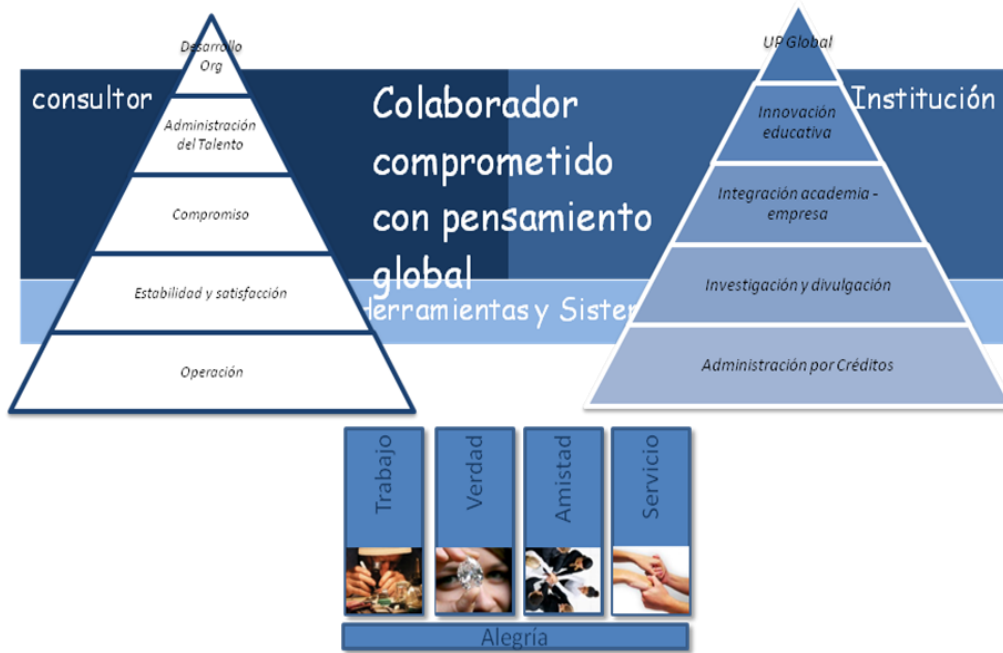 Desarrollo
Org
consultor
Administración
del Talento
Compromiso
Estabilidad y satisfacción
Operación
Colaborador
comprometido
con pensamiento
global
Herramientas y
UP Global
Institución
Innovación
educativa
Integración academia -
empresa
Investigación y divulgación
Administración por Créditos
Trabajo
Verdad
Amistad
Servicio
Alegría